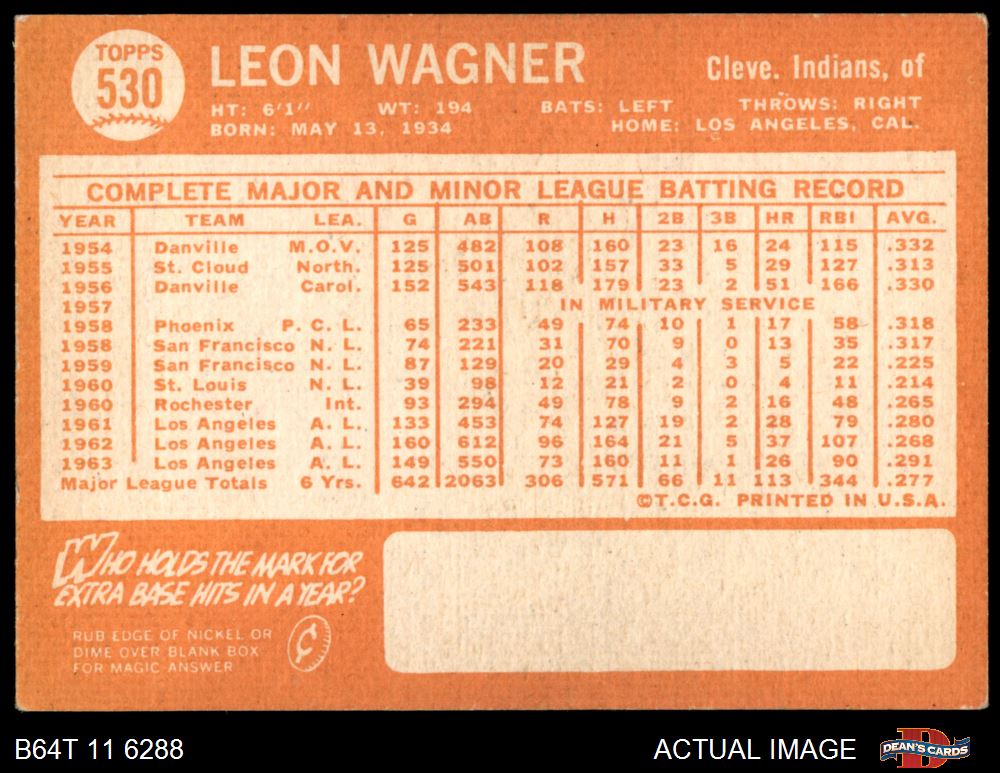 TOPPS
530
LEON WAGNER
Cleve. Indians, of
HT: 6'1" WT: 194 BATS: LEFT THROWS: RIGHT
BORN: MAY 13, 1934 HOME: LOS ANGELES, CAL.
COMPLETE MAJOR AND MINOR LEAGUE BATTING RECORD
YEAR TEAM LEA. G AB R H 2B 3B HR RBI AVG.
1954 Danville M.O.V. 125 482 108 160 23 16 24 115 .332
1955 St. Cloud North. 125 501 102 157 33 5 29 127 .313
1956 Danville Carol. 152 543 118 179 23 2 51 166 .330
1957 IN MILITARY SERVICE
1958 Phoenix P. C. L. 65 233 49 74 10 1 17 58 .318
1958 San Francisco N. L. 74 221 31 70 9 0 13 35 .317
1959 San Francisco N. L. 87 129 20 29 4 3 5 22 .225
1960 St. Louis N. L. 39 98 12 21 2 0 4 11 .214
1960 Rochester Int. 93 294 49 78 9 2 16 48 .265
1961 Los Angeles A. L. 133 453 74 127 19 2 28 79 .280
1962 Los Angeles A. L. 160 612 96 164 21 5 37 107 .268
1963 Los Angeles A. L. 149 550 73 160 11 1 26 90 .291
Major League Totals 6 Yrs. 642 2063 306 571 66 11 113 344 .277
©T.C.G. PRINTED IN U.S.A.
WHO HOLDS THE MARK FOR
EXTRA BASE HITS IN A YEAR?
RUB EDGE OF NICKEL OR
DIME OVER BLANK BOX
FOR MAGIC ANSWER
¢
B64T 11 6288
ACTUAL IMAGE
DEAN'S CARDS